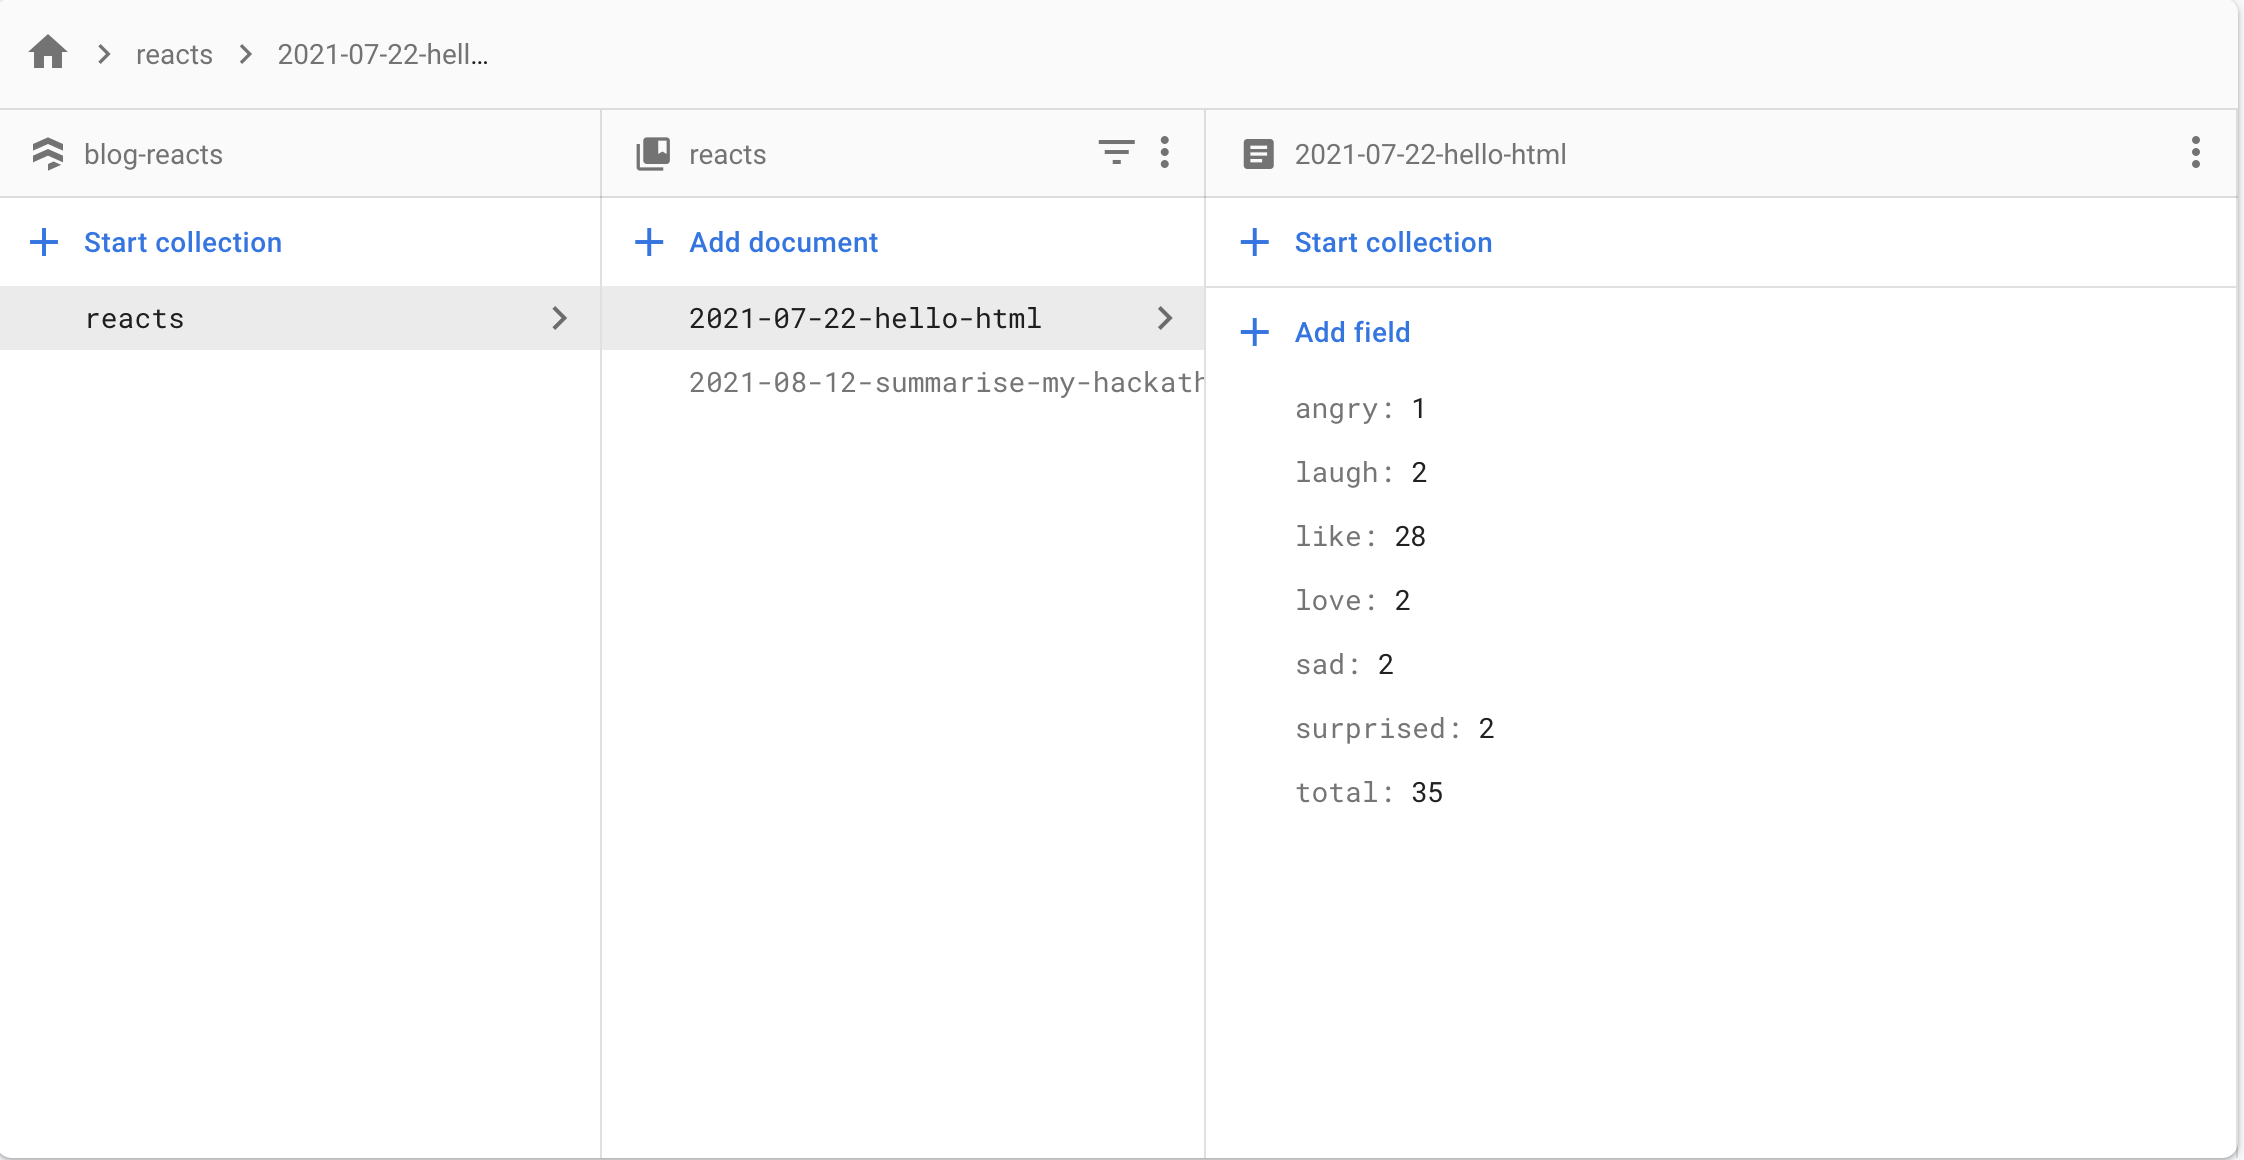 reacts 2021-07-22-hell...
blog-reacts
Start collection
reacts
reacts
Add document
2021-07-22-hello-html
2021-08-12-summarise-my-hackath
2021-07-22-hello-html
Start collection
Add field
angry: 1
laugh: 2
like: 28
love: 2
sad: 2
surprised: 2
total: 35